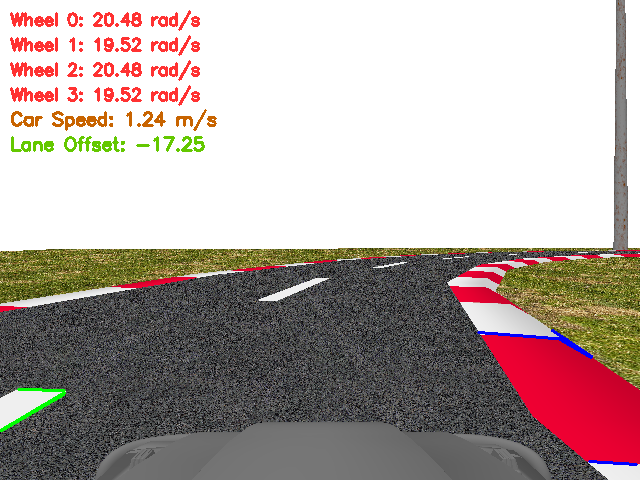 Wheel 0: 20.48 rad/s
Wheel 1: 19.52 rad/s
Wheel 2: 20.48 rad/s
Wheel 3: 19.52 rad/s
Car Speed: 1.24 m/s
Lane Offset: -17.25